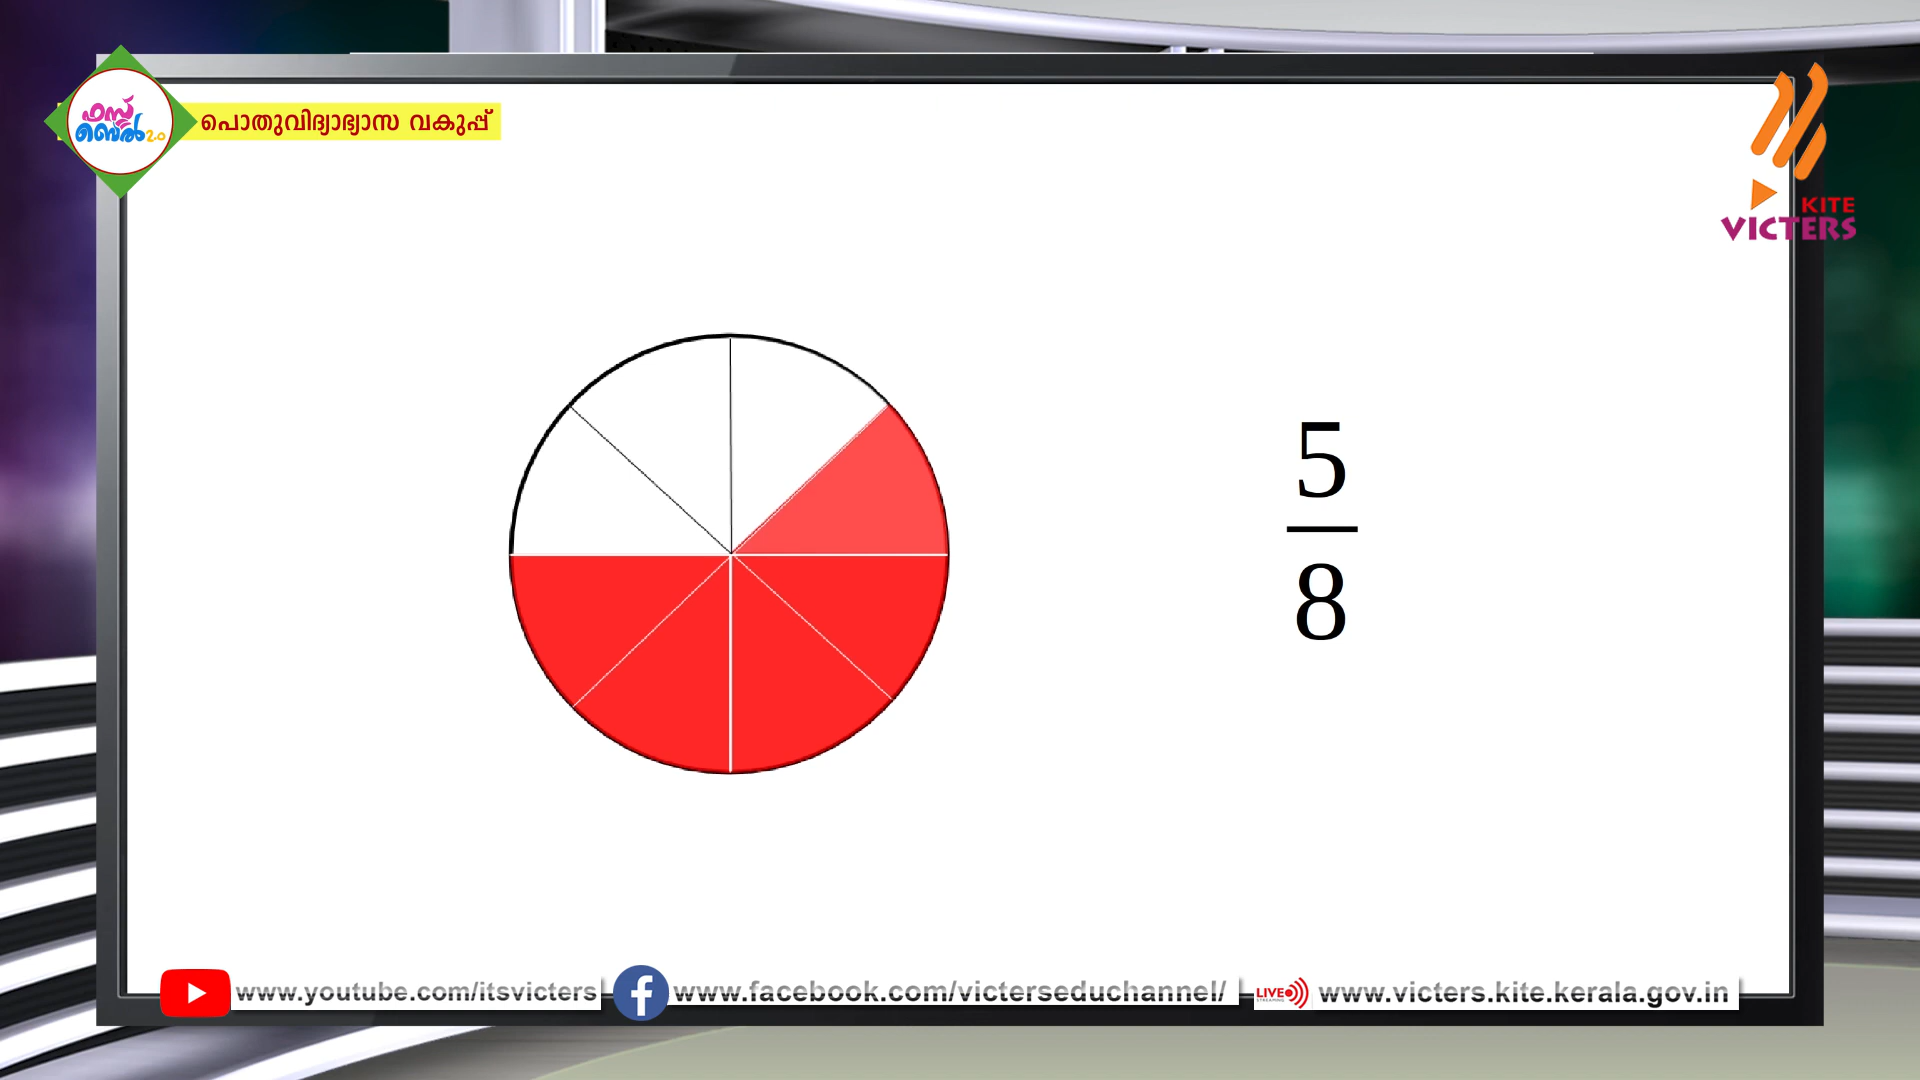 ഫസ്റ്റ്
ബെൽ 2.0
പൊതുവിദ്യാഭ്യാസ വകുപ്പ്
KITE
VICTERS
5
8
www.youtube.com/itsvicters
www.facebook.com/victerseduchannel/
LIVE
STREAMING
www.victers.kite.kerala.gov.in